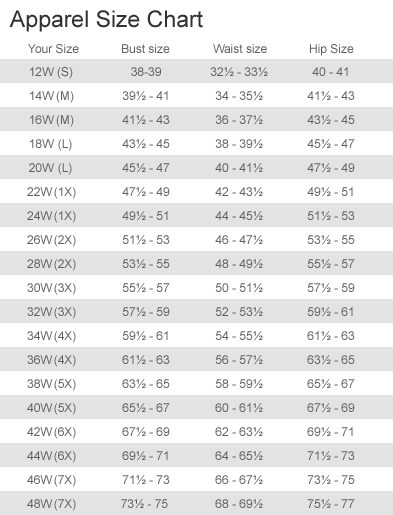 Apparel Size Chart
Your Size Bust size Waist size Hip Size
12W (S) 38-39 32½ - 33½ 40 - 41
14W (M) 39½ - 41 34 - 35½ 41½ - 43
16W (M) 41½ - 43 36 - 37½ 43½ - 45
18W (L) 43½ - 45 38 - 39½ 45½ - 47
20W (L) 45½ - 47 40 - 41½ 47½ - 49
22W (1X) 47½ - 49 42 - 43½ 49½ - 51
24W (1X) 49½ - 51 44 - 45½ 51½ - 53
26W (2X) 51½ - 53 46 - 47½ 53½ - 55
28W (2X) 53½ - 55 48 - 49½ 55½ - 57
30W (3X) 55½ - 57 50 - 51½ 57½ - 59
32W (3X) 57½ - 59 52 - 53½ 59½ - 61
34W (4X) 59½ - 61 54 - 55½ 61½ - 63
36W (4X) 61½ - 63 56 - 57½ 63½ - 65
38W (5X) 63½ - 65 58 - 59½ 65½ - 67
40W (5X) 65½ - 67 60 - 61½ 67½ - 69
42W (6X) 67½ - 69 62 - 63½ 69½ - 71
44W (6X) 69½ - 71 64 - 65½ 71½ - 73
46W (7X) 71½ - 73 66 - 67½ 73½ - 75
48W (7X) 73½ - 75 68 - 69½ 75½ - 77